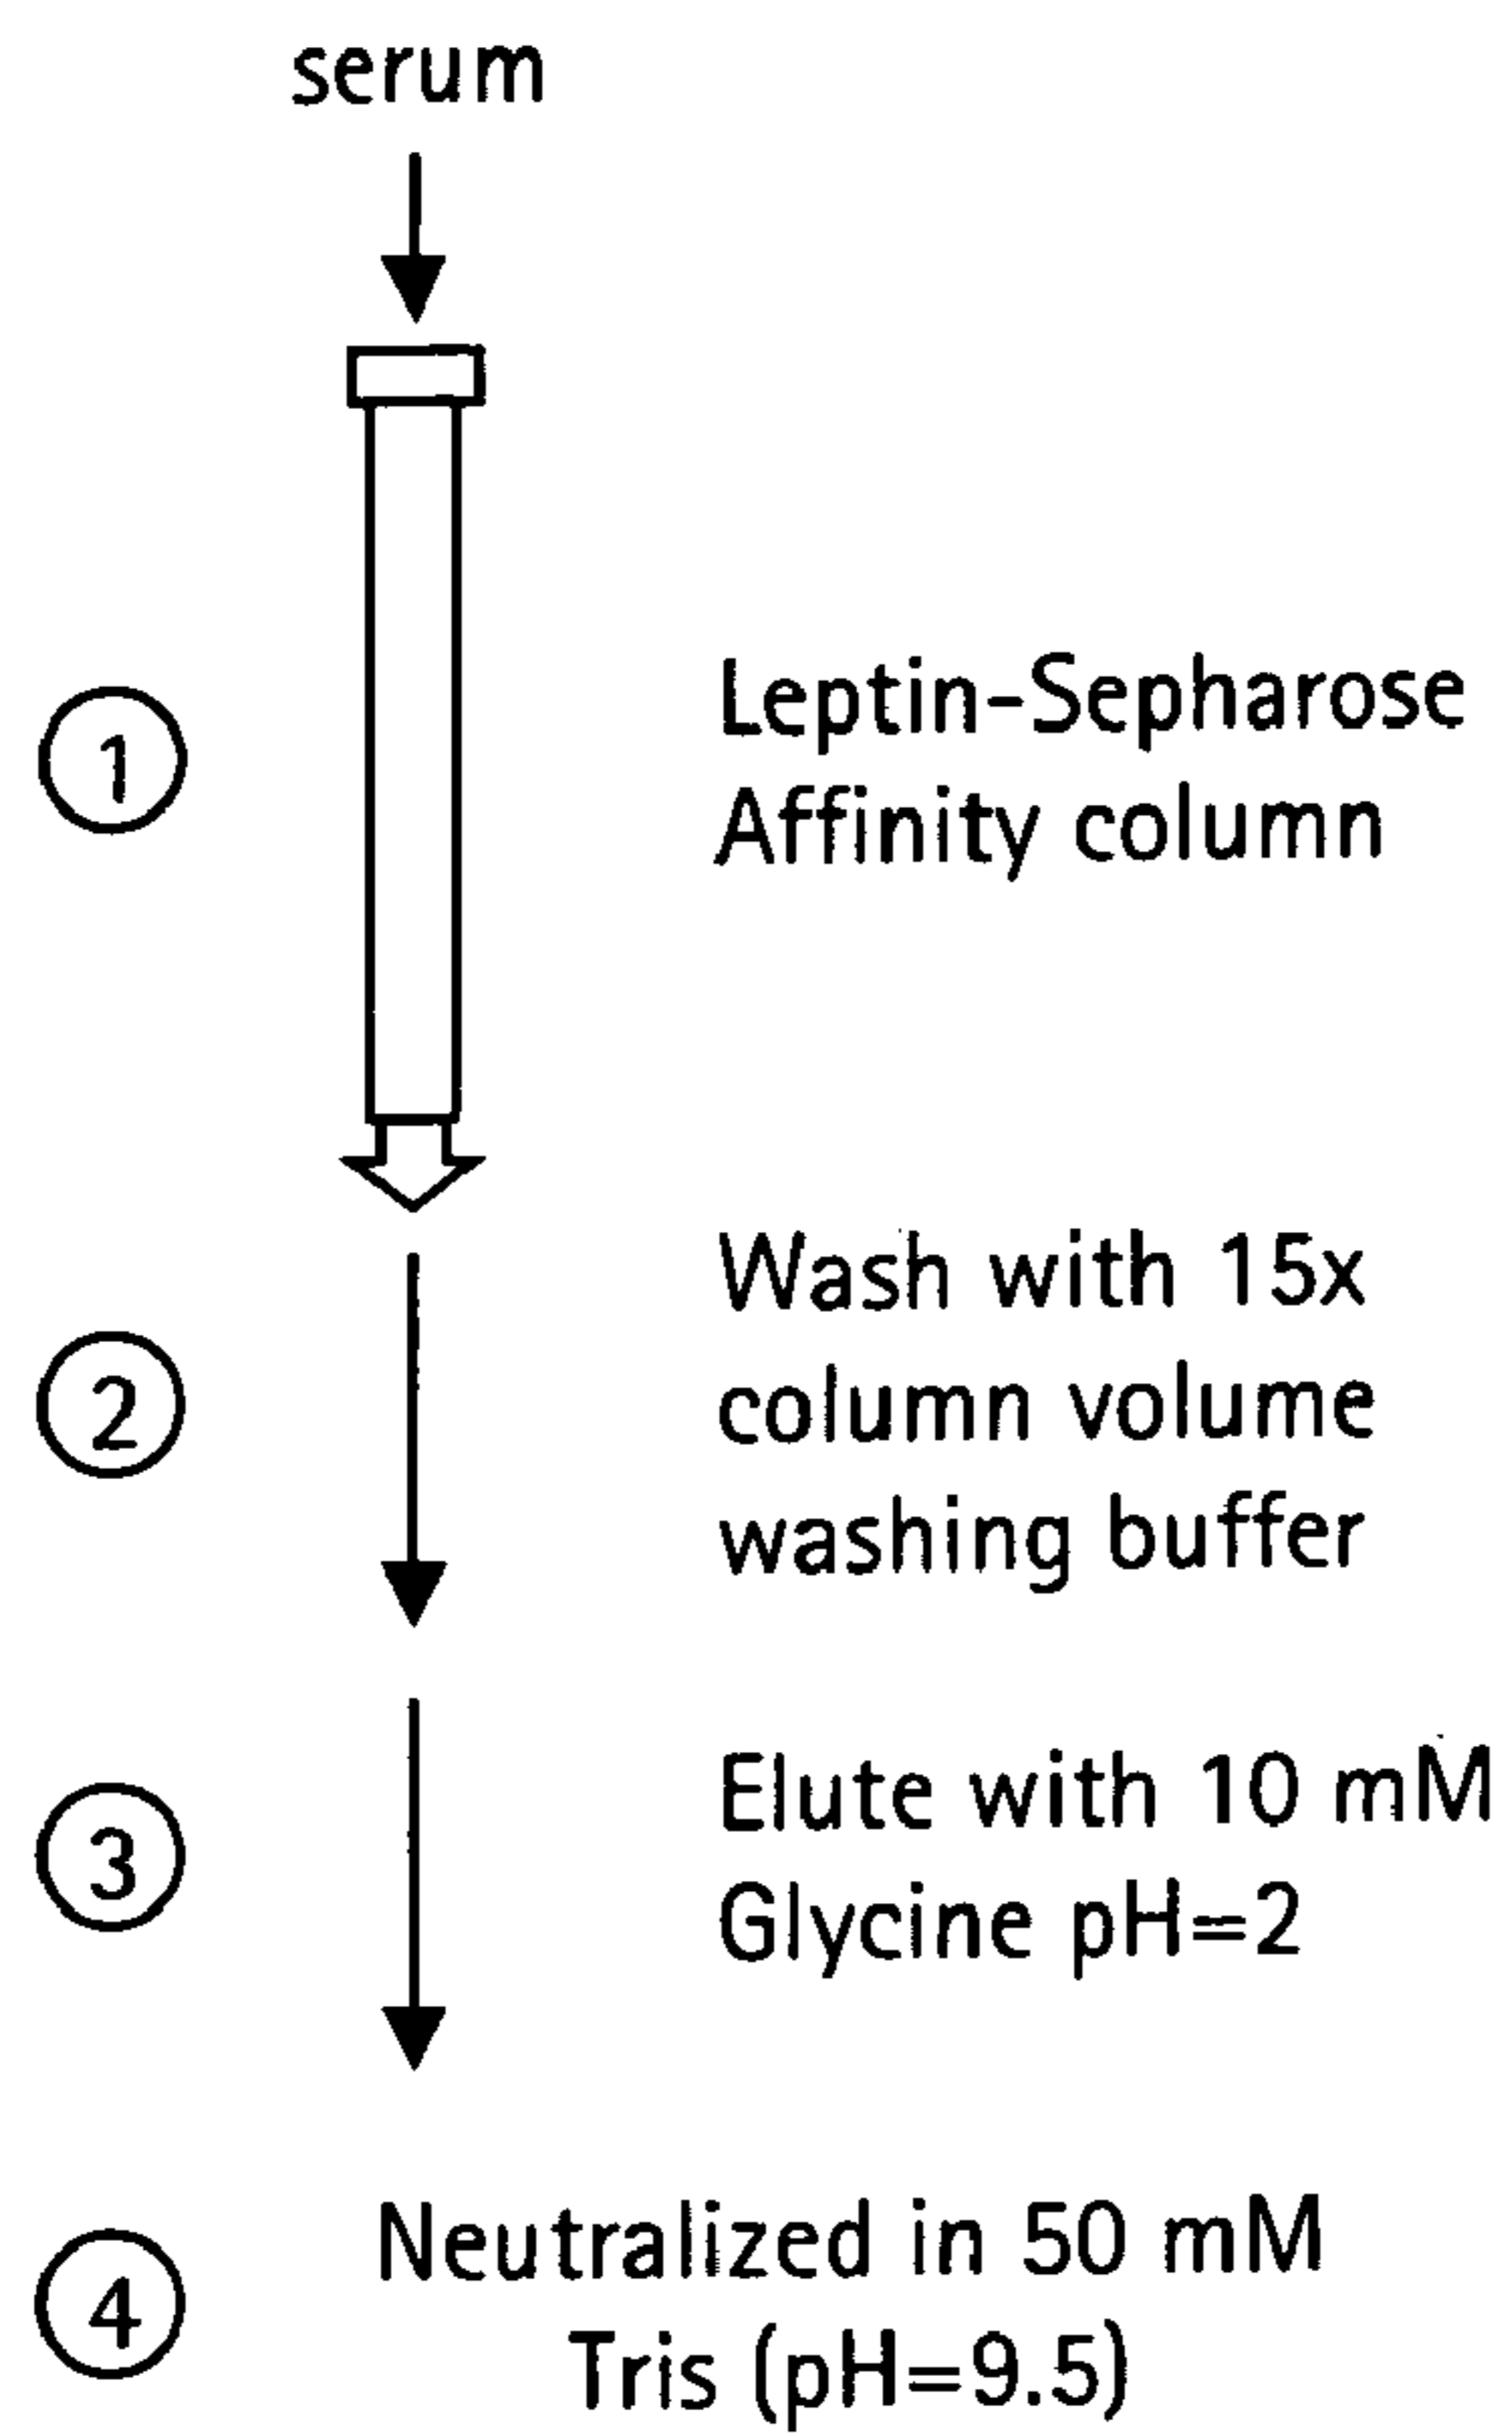 serum
1
Leptin-Sepharose
Affinity column
2
Wash with 15x
column volume
washing buffer
3
Elute with 10 mM
Glycine pH=2
4
Neutralized in 50 mM
Tris (pH=9.5)